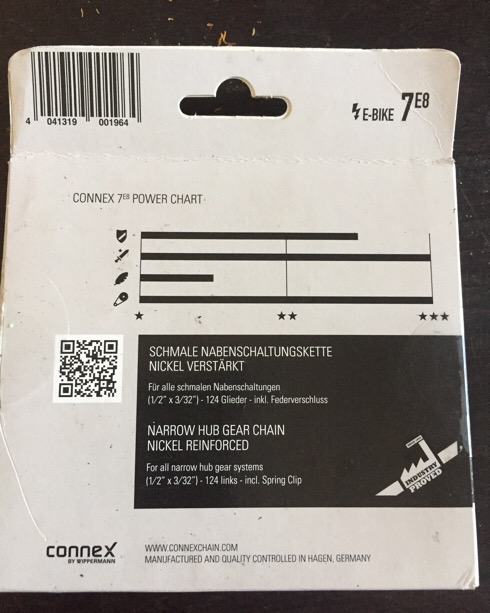 4 041319 001964
E-BIKE 7E8
CONNEX 7E8 POWER CHART
★ ★★ ★★★
SCHMALE NABENSCHALTUNGSKETTE
NICKEL VERSTÄRKT
Für alle schmalen Nabenschaltungen
(1/2" x 3/32") - 124 Glieder - inkl. Federverschluss
NARROW HUB GEAR CHAIN
NICKEL REINFORCED
For all narrow hub gear systems
(1/2" x 3/32") - 124 links - incl. Spring Clip
INDUSTRY
PROVED
conneX
BY WIPPERMANN
WWW.CONNEXCHAIN.COM
MANUFACTURED AND QUALITY CONTROLLED IN HAGEN, GERMANY